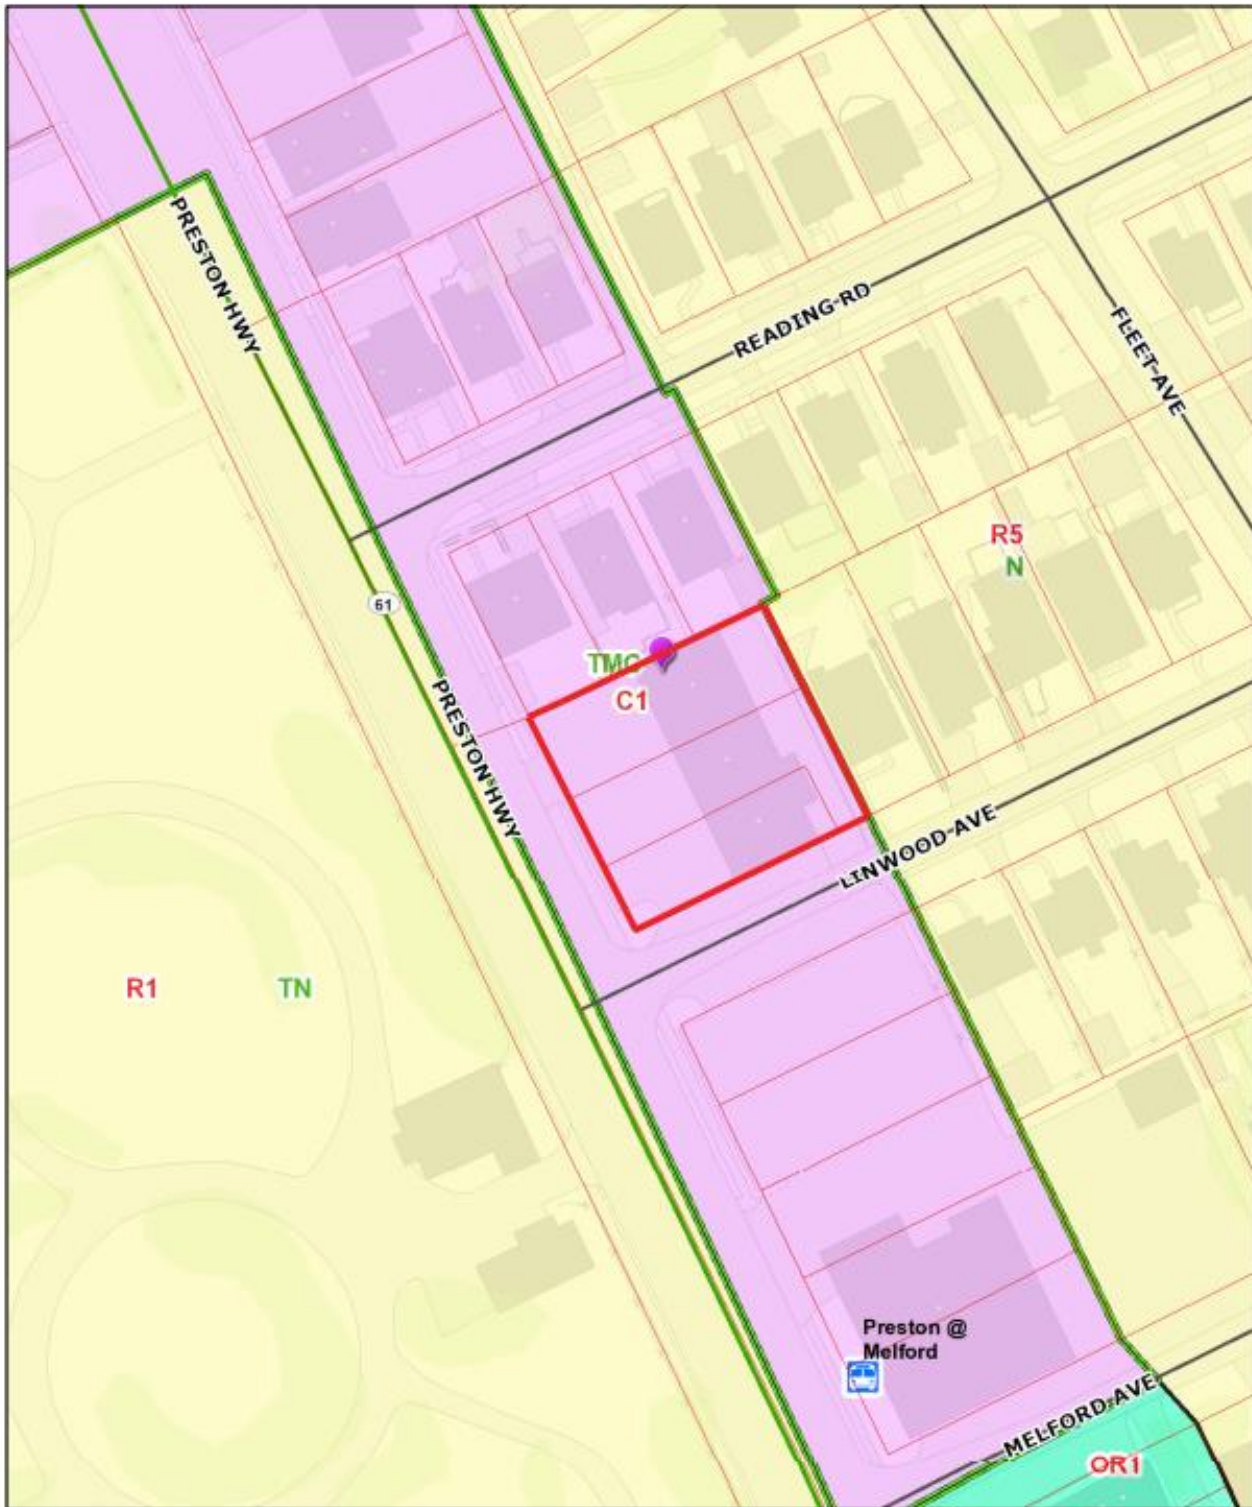 PRESTON HWY
READING RD
FLEET AVE
R5
N
61
TMC
C1
PRESTON HWY
LINWOOD AVE
R1
TN
Preston @
Melford
MELFORD AVE
OR1